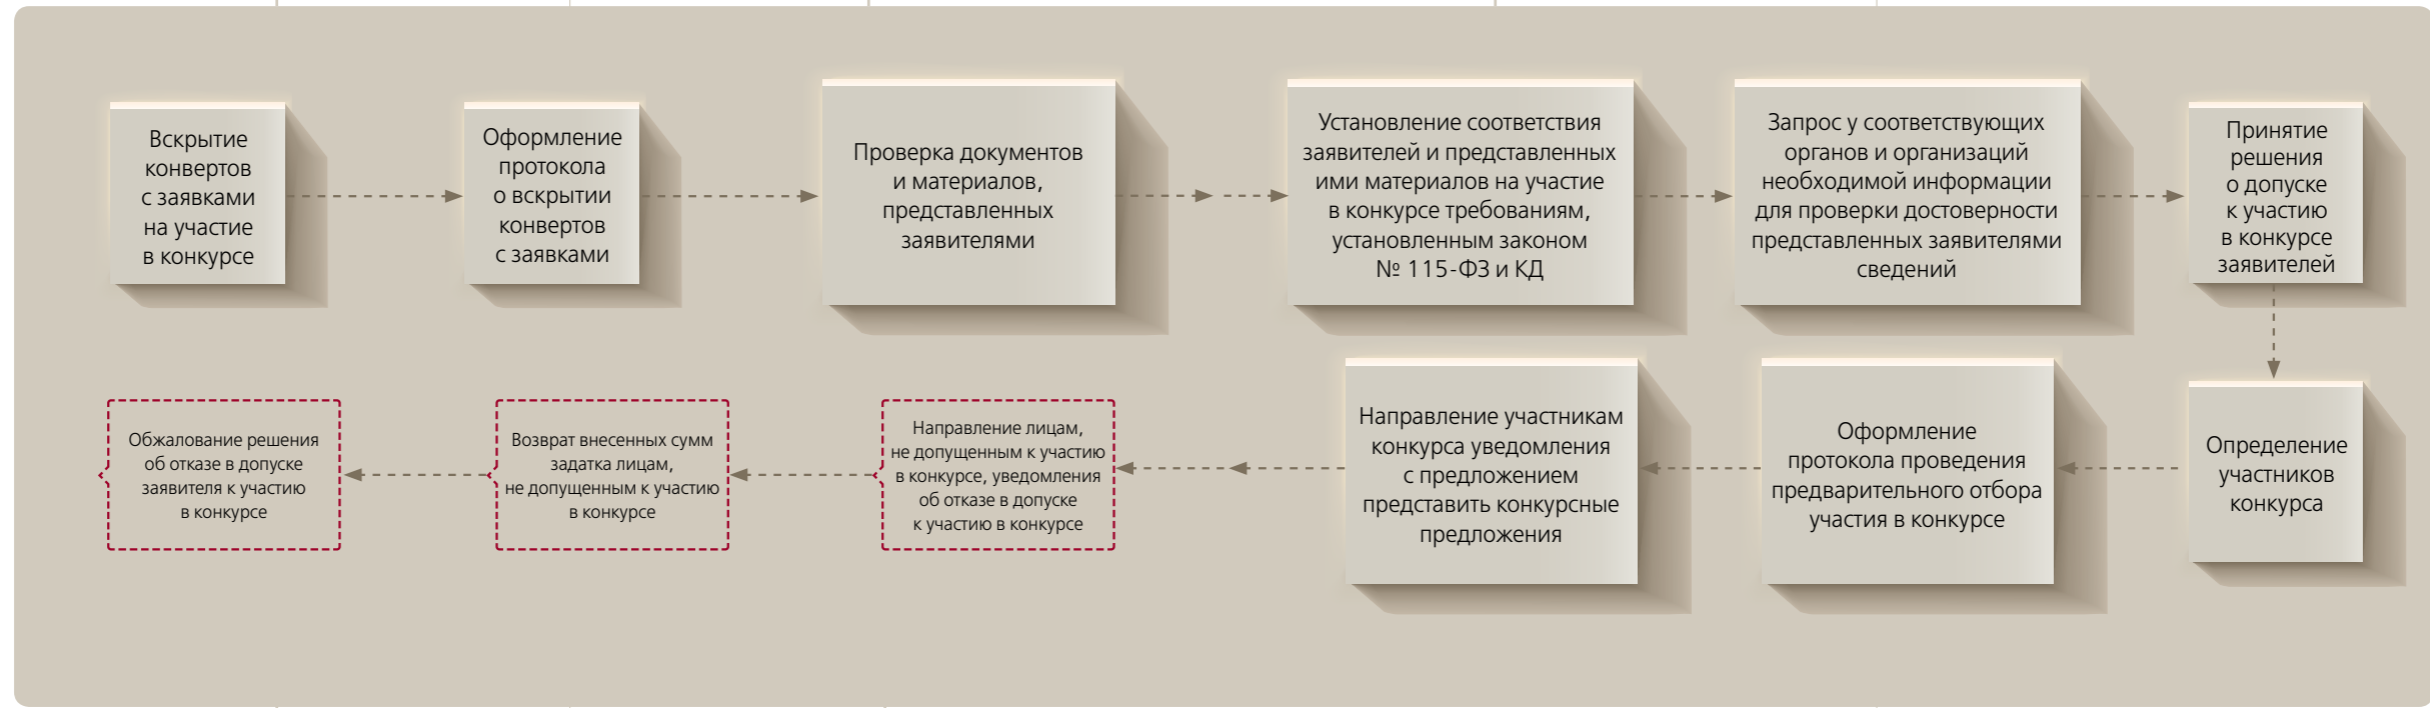 Вскрытие
конвертов
с заявками
на участие
в конкурсе
Оформление
протокола
о вскрытии
конвертов
с заявками
Проверка документов
и материалов,
представленных
заявителями
Установление соответствия
заявителей и представленных
ими материалов на участие
в конкурсе требованиям,
установленным законом
№ 115-ФЗ и КД
Запрос у соответствующих
органов и организаций
необходимой информации
для проверки достоверности
представленных заявителями
сведений
Принятие
решения
о допуске
к участию
в конкурсе
заявителей
Определение
участников
конкурса
Оформление
протокола проведения
предварительного отбора
участия в конкурсе
Направление участникам
конкурса уведомления
с предложением
представить конкурсные
предложения
Направление лицам,
не допущенным к участию
в конкурсе, уведомления
об отказе в допуске
к участию в конкурсе
Возврат внесенных сумм
задатка лицам,
не допущенным к участию
в конкурсе
Обжалование решения
об отказе в допуске
заявителя к участию
в конкурсе